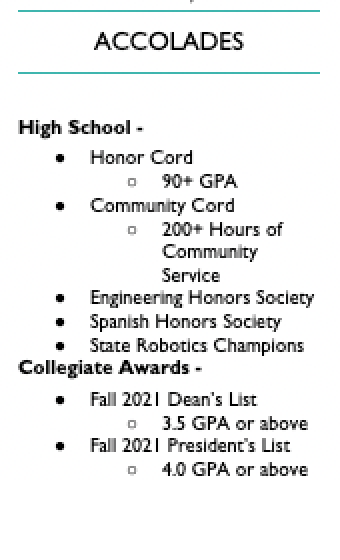 ACCOLADES
High School -
● Honor Cord
○ 90+ GPA
● Community Cord
○ 200+ Hours of
Community
Service
● Engineering Honors Society
● Spanish Honors Society
● State Robotics Champions
Collegiate Awards -
● Fall 2021 Dean's List
○ 3.5 GPA or above
● Fall 2021 President's List
○ 4.0 GPA or above